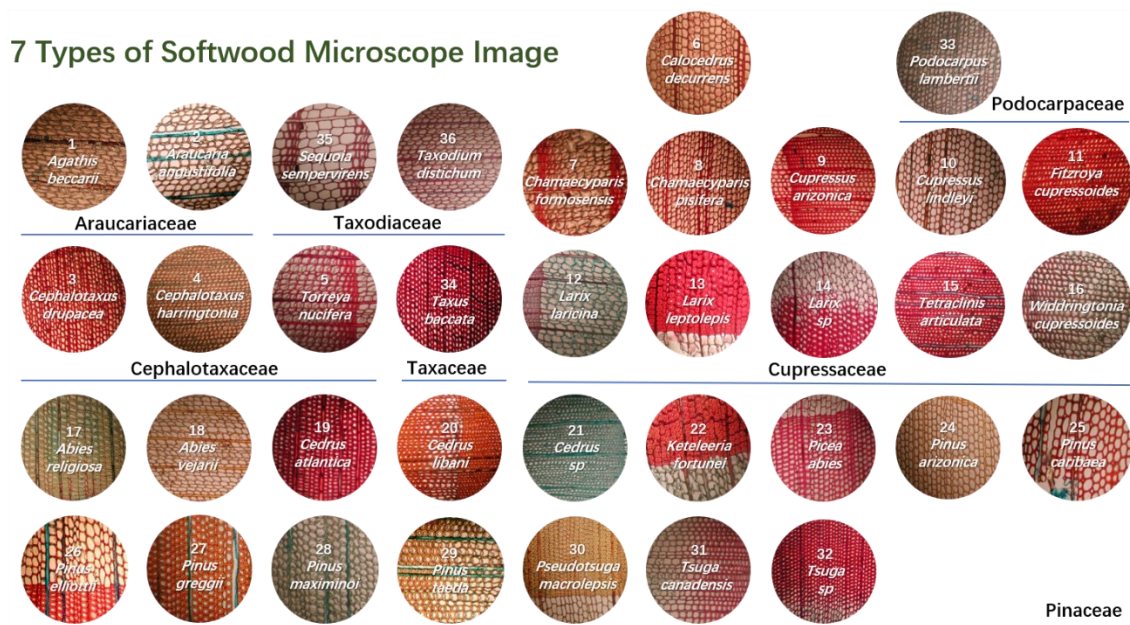 7 Types of Softwood Microscope Image
6
Calocedrus
decurrens
33
Podocarpus
lambertii
Podocarpaceae
1
Agathis
beccarii
2
Araucaria
angustifolia
35
Sequoia
sempervirens
36
Taxodium
distichum
7
Chamaecyparis
formosensis
8
Chamaecyparis
pisifera
9
Cupressus
arizonica
10
Cupressus
lindleyi
11
Fitzroya
cupressoides
Araucariaceae
Taxodiaceae
3
Cephalotaxus
drupacea
4
Cephalotaxus
harringtonia
5
Torreya
nucifera
34
Taxus
baccata
12
Larix
laricina
13
Larix
leptolepis
14
Larix
sp
15
Tetraclinis
articulata
16
Widdringtonia
cupressoides
Cephalotaxaceae
Taxaceae
Cupressaceae
17
Abies
religiosa
18
Abies
vejarii
19
Cedrus
atlantica
20
Cedrus
libani
21
Cedrus
sp
22
Keteleeria
fortunei
23
Picea
abies
24
Pinus
arizonica
25
Pinus
caribaea
26
Pinus
elliottii
27
Pinus
greggii
28
Pinus
maximinoi
29
Pinus
taeda
30
Pseudotsuga
macrolepsis
31
Tsuga
canadensis
32
Tsuga
sp
Pinaceae